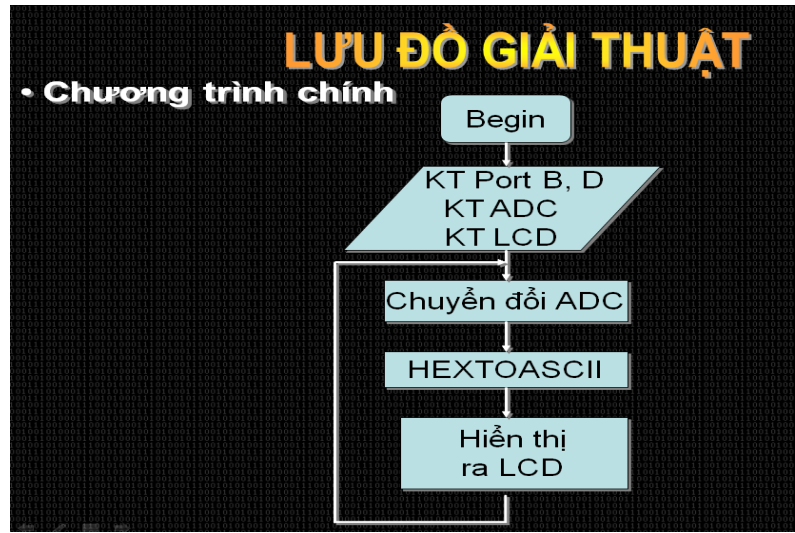 LƯU ĐỒ GIẢI THUẬT
• Chương trình chính
Begin
KT Port B, D
KT ADC
KT LCD
Chuyển đổi ADC
HEXTOASCII
Hiển thị
ra LCD